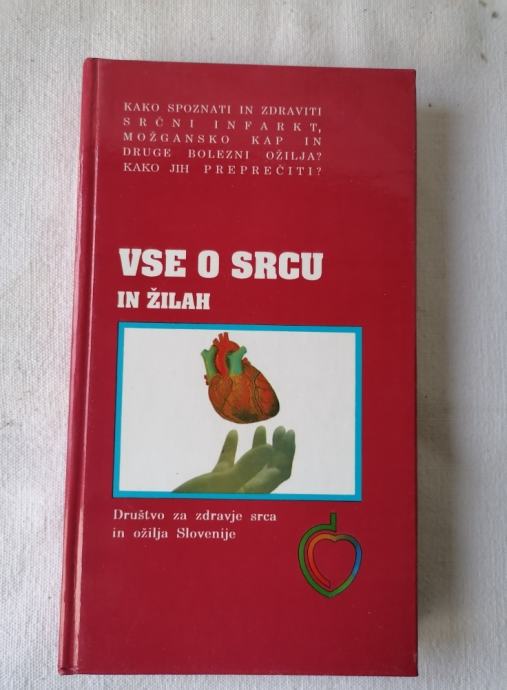 KAKO SPOZNATI IN ZDRAVITI
SRČNI INFARKT,
MOŽGANSKO KAP IN
DRUGE BOLEZNI OŽILJA?
KAKO JIH PREPREČITI?
VSE O SRCU
IN ŽILAH
Društvo za zdravje srca
in ožilja Slovenije